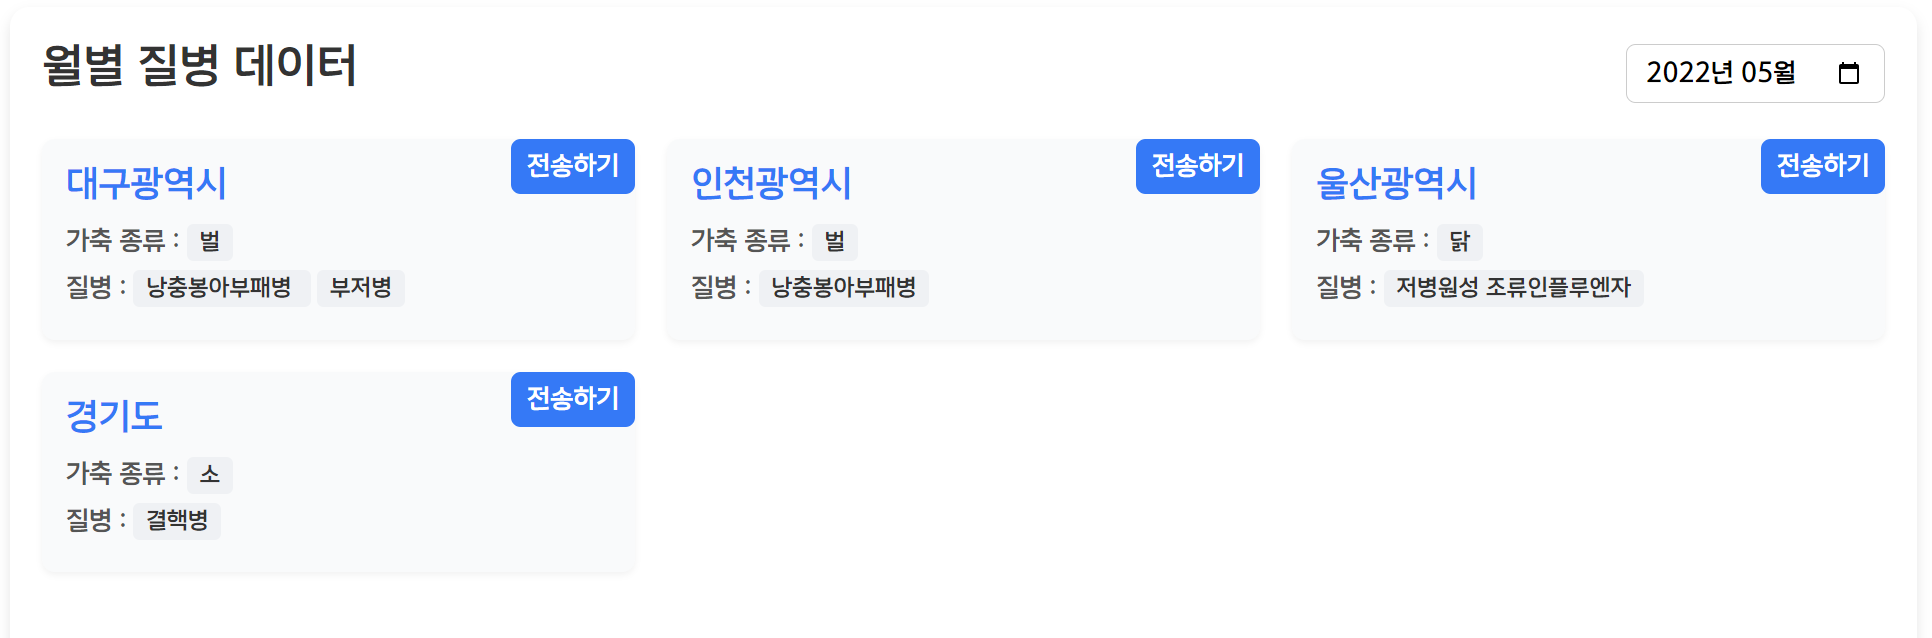 월별 질병 데이터
2022년 05월
대구광역시
전송하기
가축 종류 : 벌
질병 : 낭충봉아부패병 부저병
인천광역시
전송하기
가축 종류 : 벌
질병 : 낭충봉아부패병
울산광역시
전송하기
가축 종류 : 닭
질병 : 저병원성 조류인플루엔자
경기도
전송하기
가축 종류 : 소
질병 : 결핵병